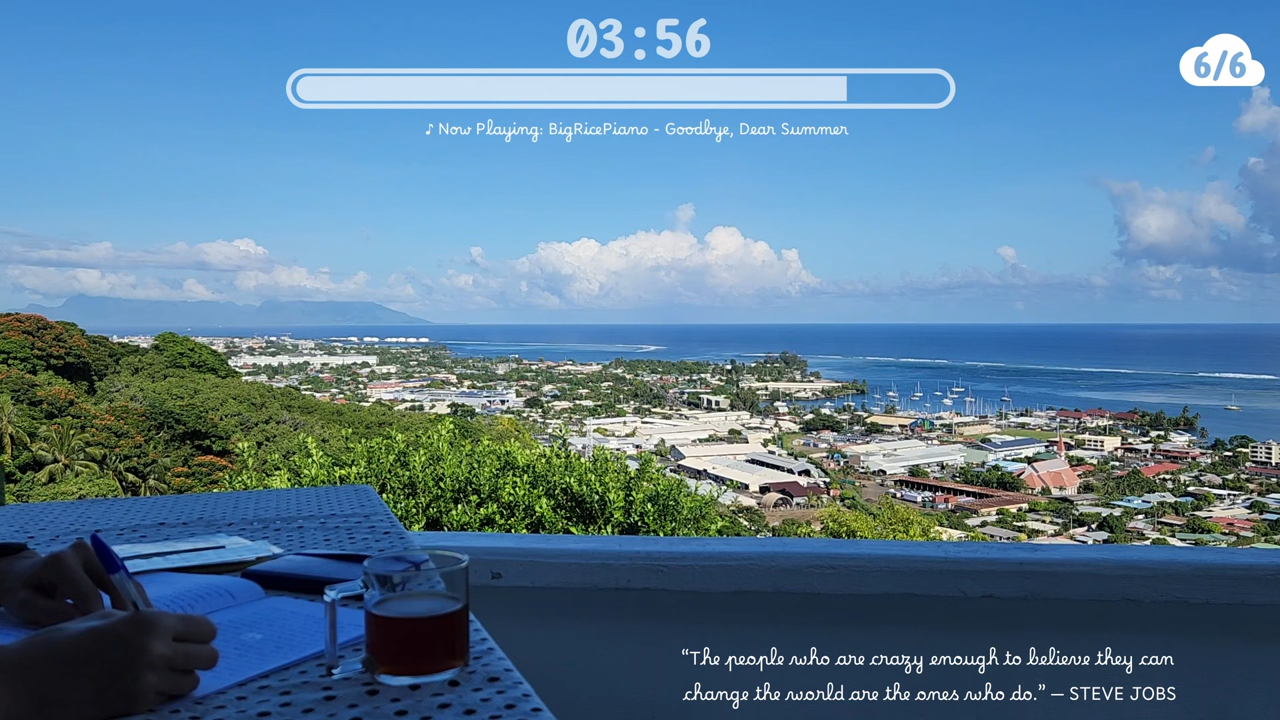 03:56
6/6
♪ Now Playing: BigRicePiano - Goodbye, Dear Summer
“The people who are crazy enough to believe they can
change the world are the ones who do.” — STEVE JOBS